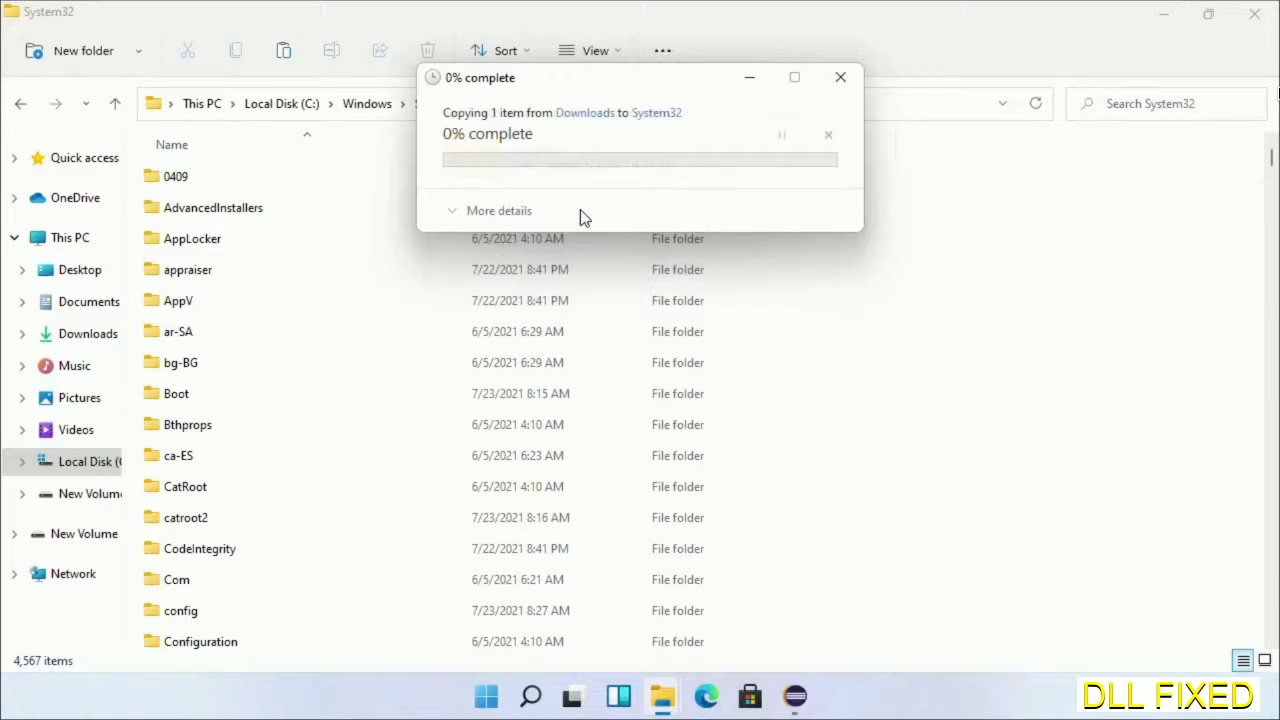 System32
New folder
Sort
View
0% complete
Copying 1 item from Downloads to System32
0% complete
More details
This PC
Local Disk (C:)
Windows
Search System32
Quick access
OneDrive
This PC
Desktop
Documents
Downloads
Music
Pictures
Videos
Local Disk (
New Volum
New Volume
Network
Name
0409
AdvancedInstallers
AppLocker 6/5/2021 4:10 AM File folder
appraiser 7/22/2021 8:41 PM File folder
AppV 7/22/2021 8:41 PM File folder
ar-SA 6/5/2021 6:29 AM File folder
bg-BG 6/5/2021 6:29 AM File folder
Boot 7/23/2021 8:15 AM File folder
Bthprops 6/5/2021 4:10 AM File folder
ca-ES 6/5/2021 6:23 AM File folder
CatRoot 6/5/2021 4:10 AM File folder
catroot2 7/23/2021 8:16 AM File folder
CodeIntegrity 7/22/2021 8:41 PM File folder
Com 6/5/2021 6:21 AM File folder
config 7/23/2021 8:27 AM File folder
Configuration 6/5/2021 4:10 AM File folder
4,567 items
DLL FIXED